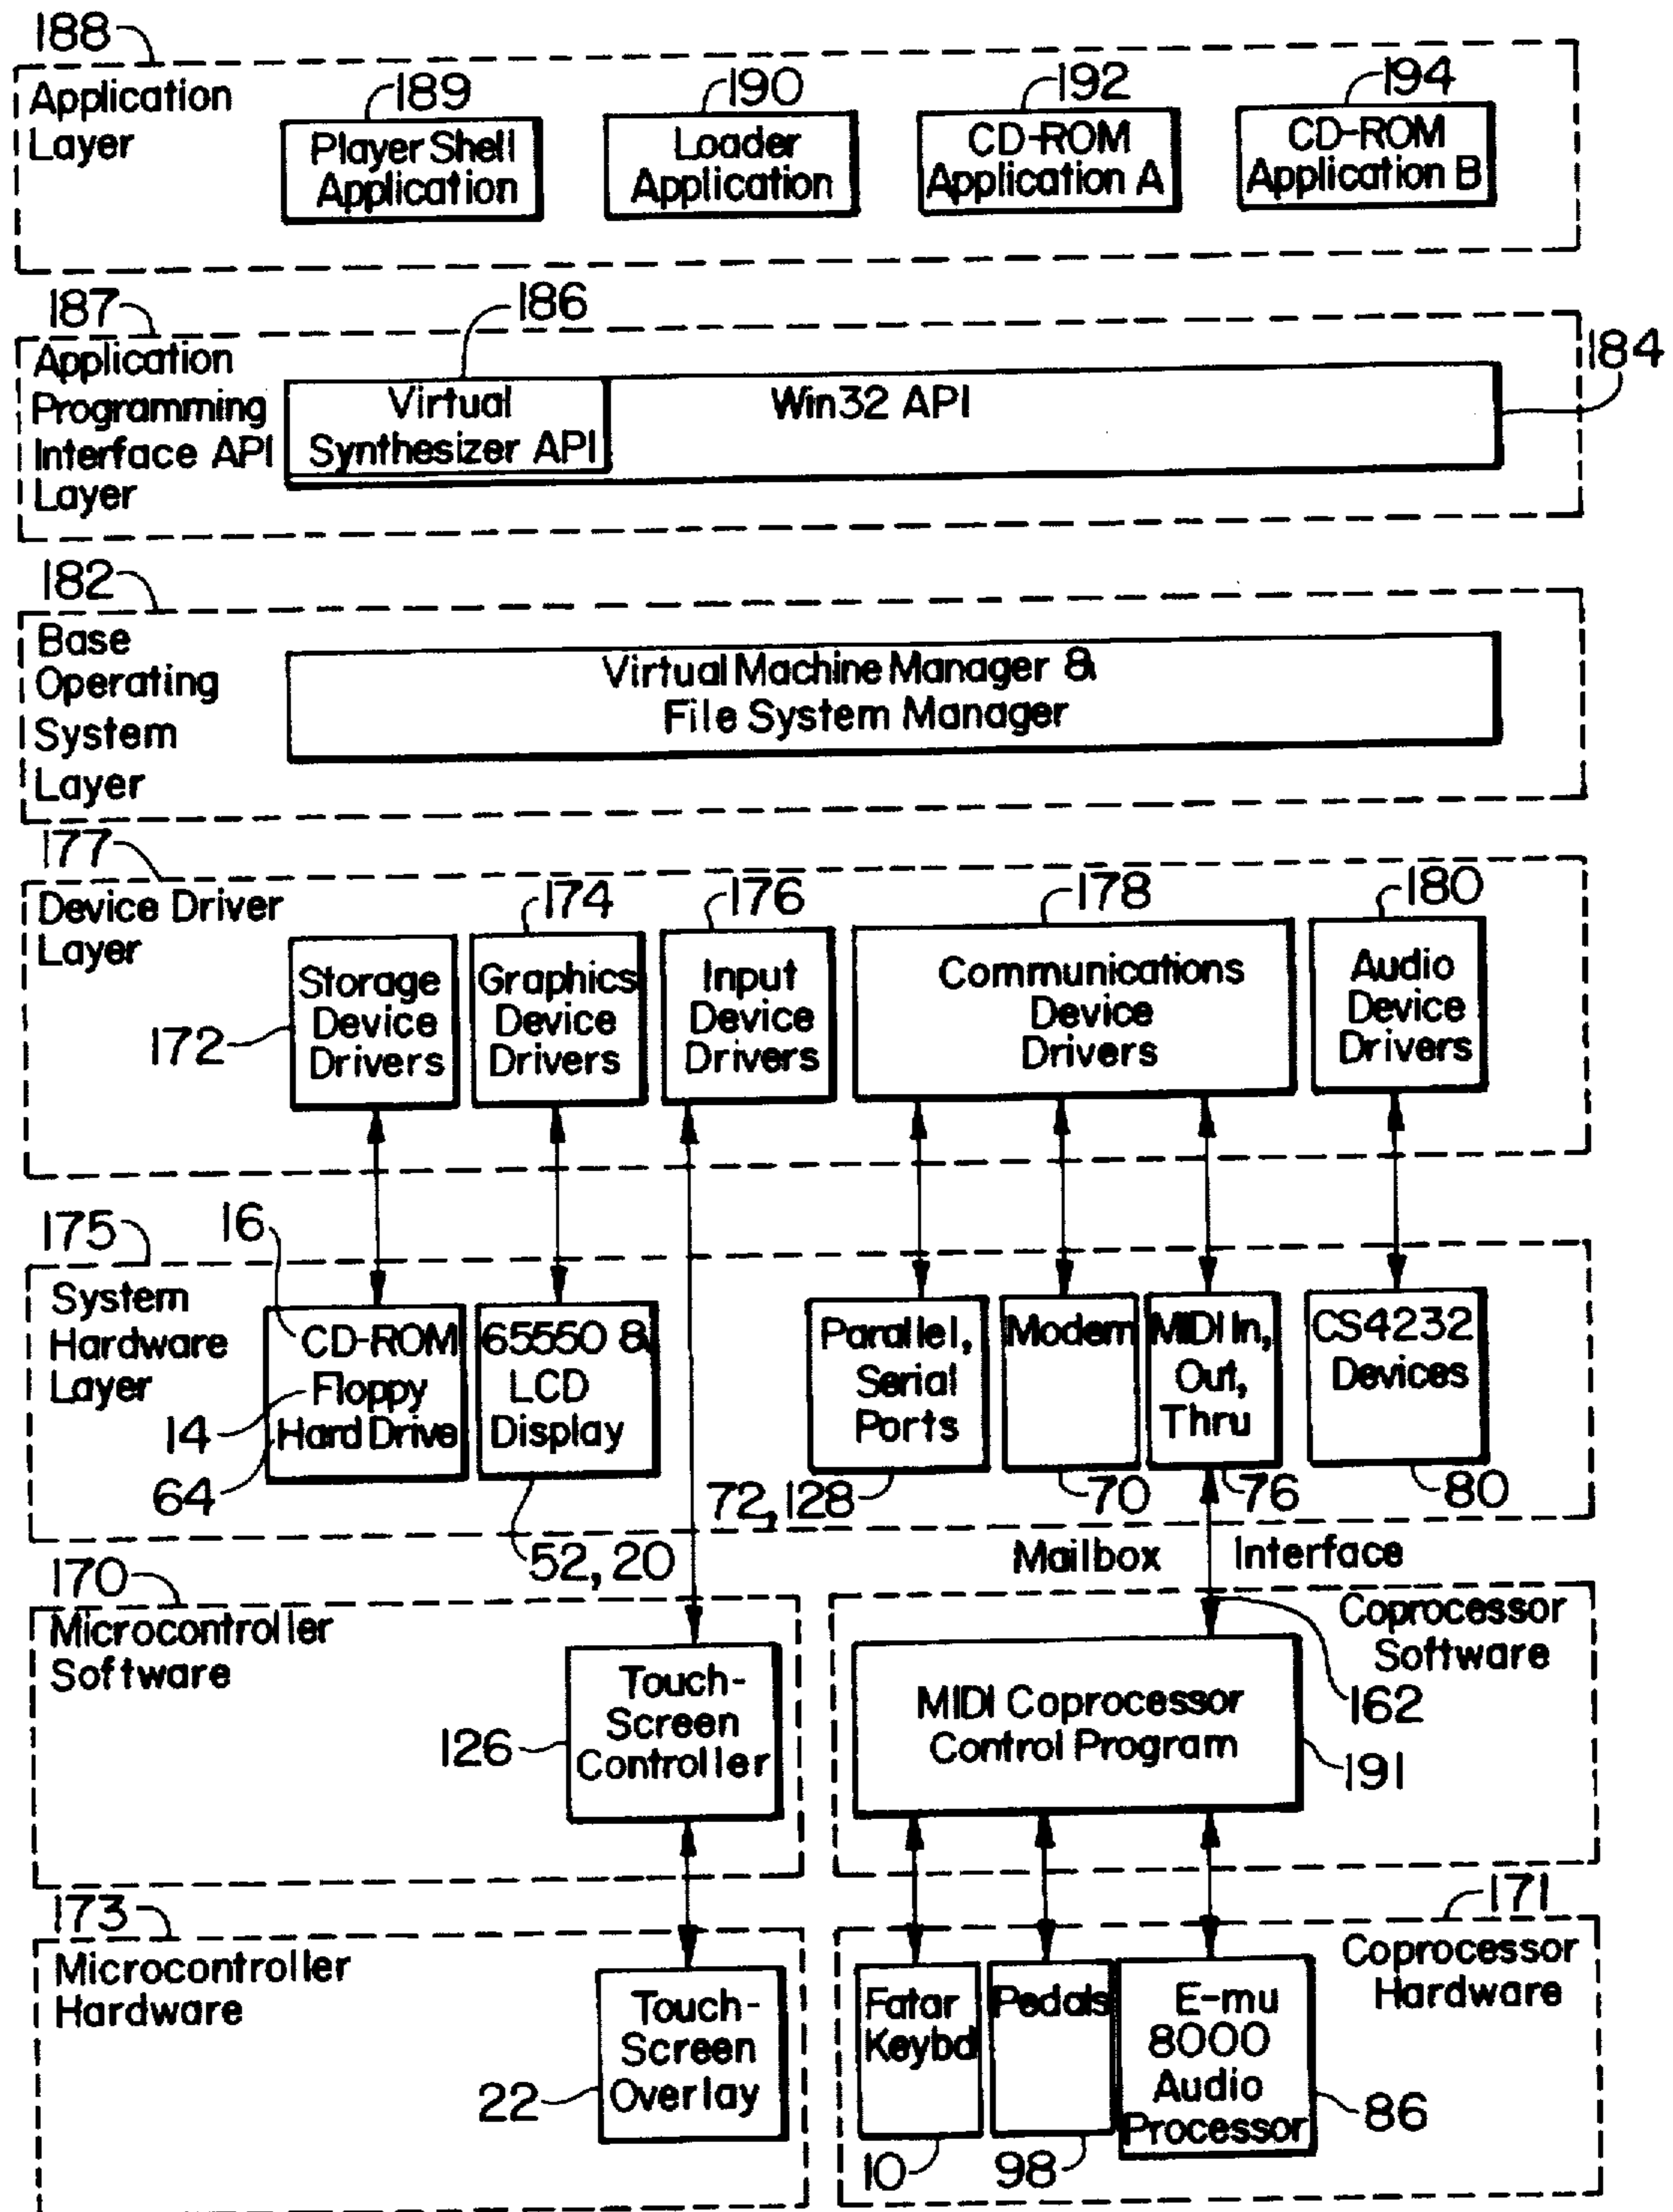 188
Application
Layer
189
Player Shell
Application
190
Loader
Application
192
CD-ROM
Application A
194
CD-ROM
Application B
187
Application
Programming
Interface API
Layer
186
Virtual
Synthesizer API
Win32 API
184
182
Base
Operating
System
Layer
Virtual Machine Manager &
File System Manager
177
Device Driver
Layer
172
Storage
Device
Drivers
174
Graphics
Device
Drivers
176
Input
Device
Drivers
178
Communications
Device
Drivers
180
Audio
Device
Drivers
175
System
Hardware
Layer
16
CD-ROM
Floppy
Hard Drive
14
64
65550 &
LCD
Display
52, 20
Parallel,
Serial
Ports
72, 128
Modem
70
MIDI In,
Out,
Thru
76
CS4232
Devices
80
Mailbox Interface
170
Microcontroller
Software
126
Touch-
Screen
Controller
Coprocessor
Software
162
MIDI Coprocessor
Control Program
191
173
Microcontroller
Hardware
22
Touch-
Screen
Overlay
171
Coprocessor
Hardware
Fatar
Keybd
10
Pedals
98
E-mu
8000
Audio
Processor
86